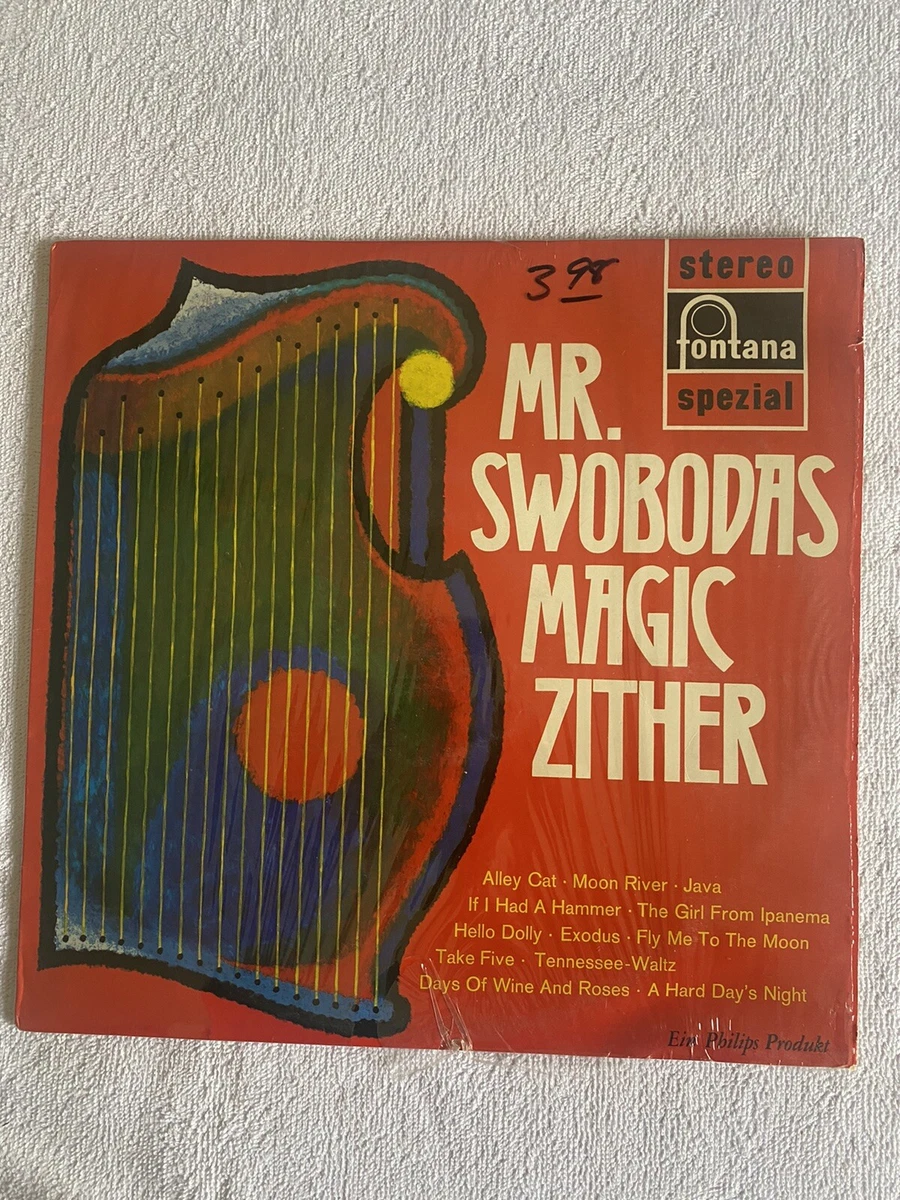 3 98
stereo
fontana
spezial
MR.
SWOBODAS
MAGIC
ZITHER
Alley Cat · Moon River · Java
If I Had A Hammer · The Girl From Ipanema
Hello Dolly · Exodus · Fly Me To The Moon
Take Five · Tennessee-Waltz
Days Of Wine And Roses · A Hard Day's Night
Ein Philips Produkt